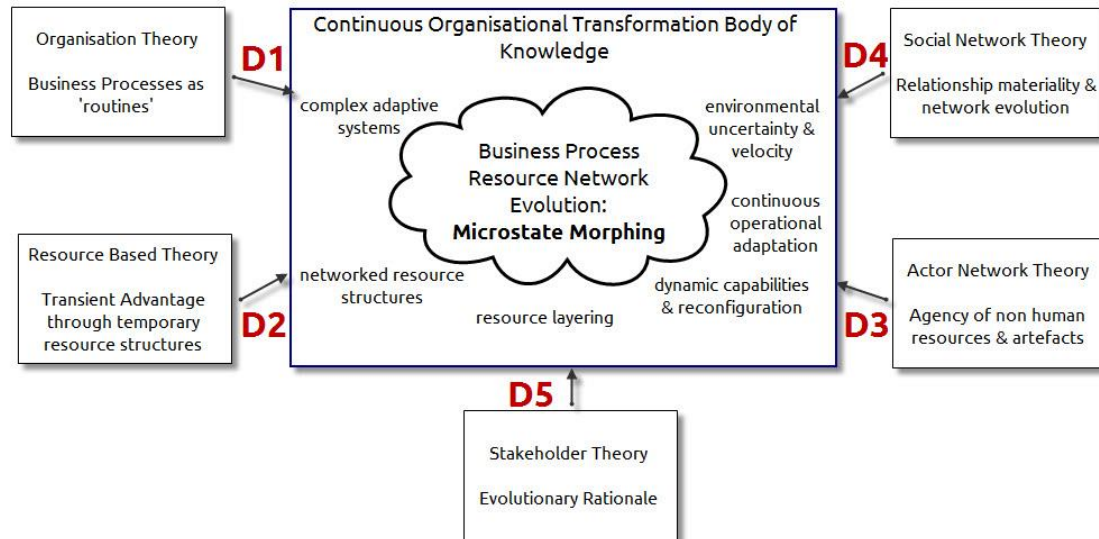 Organisation Theory
Business Processes as
'routines'
D1
Continuous Organisational Transformation Body of
Knowledge
complex adaptive
systems
environmental
uncertainty &
velocity
Business Process
Resource Network
Evolution:
Microstate Morphing
continuous
operational
adaptation
networked resource
structures
dynamic capabilities
& reconfiguration
resource layering
D4
Social Network Theory
Relationship materiality &
network evolution
Resource Based Theory
Transient Advantage
through temporary
resource structures
D2
D3
Actor Network Theory
Agency of non human
resources & artefacts
D5
Stakeholder Theory
Evolutionary Rationale